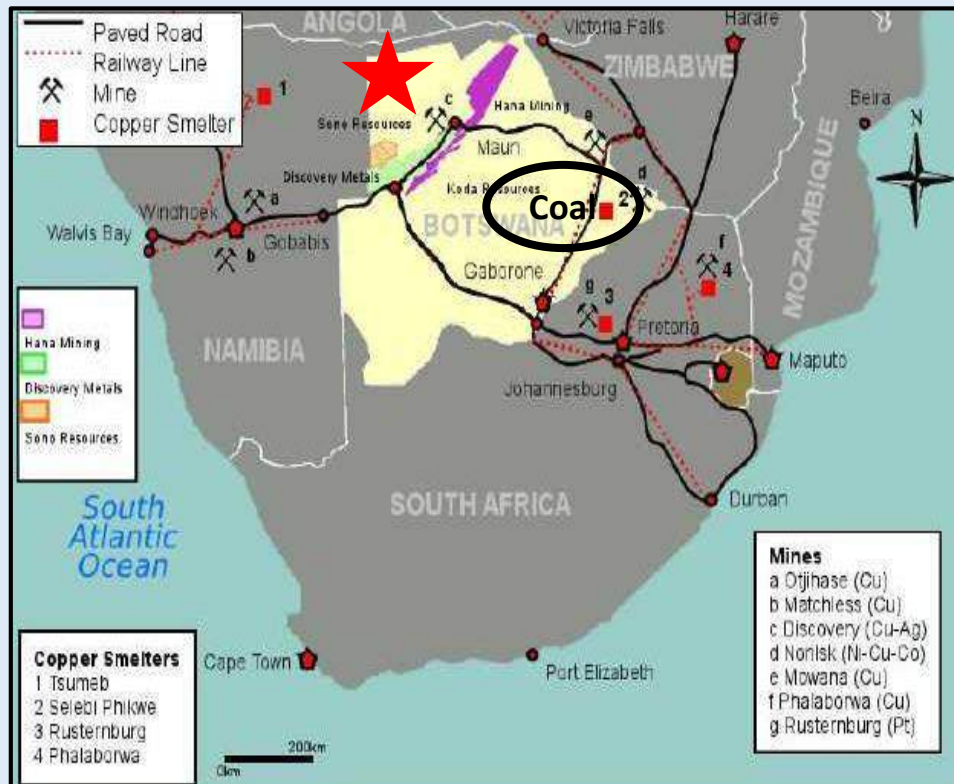 Paved Road
Railway Line
Mine
Copper Smelter
ANGOLA
Victoria Falls
Harare
ZIMBABWE
Beira
N
1
c
Hana Mining
Sono Resources
Maun
e
Discovery Metals
Koda Resources
d
a
Coal
2
Windhoek
Walvis Bay
Gobabis
BOTSWANA
b
Gaborone
f
4
g
3
MOZAMBIQUE
Hana Mining
Discovery Metals
Sono Resources
NAMIBIA
Pretoria
Maputo
Johannesburg
SOUTH AFRICA
Durban
South
Atlantic
Ocean
Cape Town
Port Elizabeth
Copper Smelters
1 Tsumeb
2 Selebi Phikwe
3 Rusternburg
4 Phalaborwa
200km
0km
Mines
a Otjihase (Cu)
b Matchless (Cu)
c Discovery (Cu-Ag)
d Norilsk (Ni-Cu-Co)
e Mowana (Cu)
f Phalaborwa (Cu)
g Rusternburg (Pt)